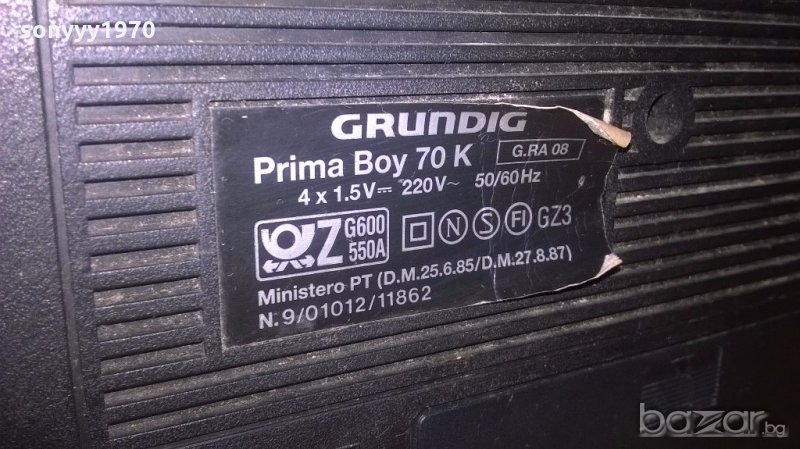 sonyyy1970
GRUNDIG
Prima Boy 70 K G.RA 08
4 x 1.5V⎓ 220V~ 50/60Hz
Z G600 550A N S FI GZ3
Ministero PT (D.M.25.6.85/D.M.27.8.87)
N. 9/01012/11862
bazar.bg